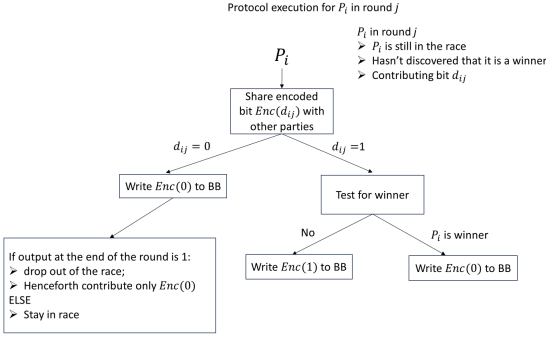 Protocol execution for P_i in round j
P_i in round j
➢ P_i is still in the race
➢ Hasn't discovered that it is a winner
➢ Contributing bit d_ij
P_i
Share encoded
bit Enc(d_ij) with
other parties
d_ij = 0
d_ij =1
Write Enc(0) to BB
Test for winner
If output at the end of the round is 1:
➢ drop out of the race;
➢ Henceforth contribute only Enc(0)
ELSE
➢ Stay in race
No
P_i is winner
Write Enc(1) to BB
Write Enc(0) to BB